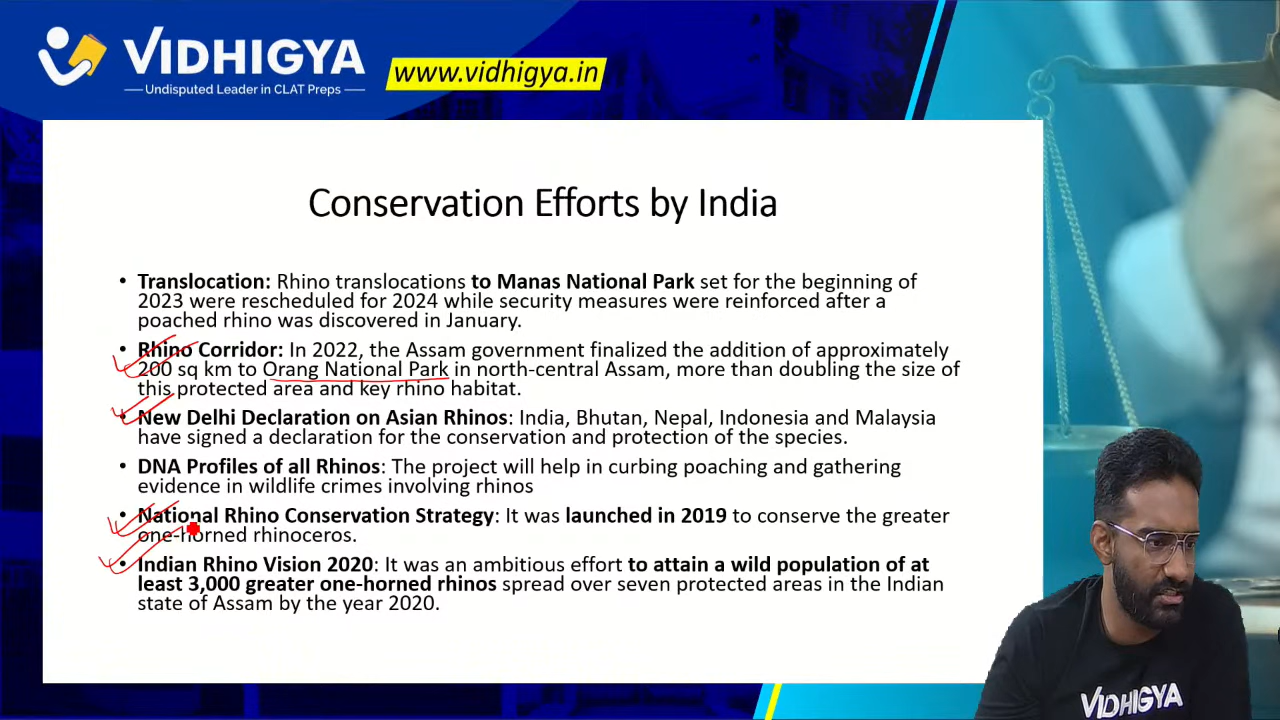 VIDHIGYA
Undisputed Leader in CLAT Preps
www.vidhigya.in
Conservation Efforts by India
• Translocation: Rhino translocations to Manas National Park set for the beginning of
2023 were rescheduled for 2024 while security measures were reinforced after a
poached rhino was discovered in January.
• Rhino Corridor: In 2022, the Assam government finalized the addition of approximately
200 sq km to Orang National Park in north-central Assam, more than doubling the size of
this protected area and key rhino habitat.
• New Delhi Declaration on Asian Rhinos: India, Bhutan, Nepal, Indonesia and Malaysia
have signed a declaration for the conservation and protection of the species.
• DNA Profiles of all Rhinos: The project will help in curbing poaching and gathering
evidence in wildlife crimes involving rhinos
• National Rhino Conservation Strategy: It was launched in 2019 to conserve the greater
one-horned rhinoceros.
• Indian Rhino Vision 2020: It was an ambitious effort to attain a wild population of at
least 3,000 greater one-horned rhinos spread over seven protected areas in the Indian
state of Assam by the year 2020.
VIDHIGYA